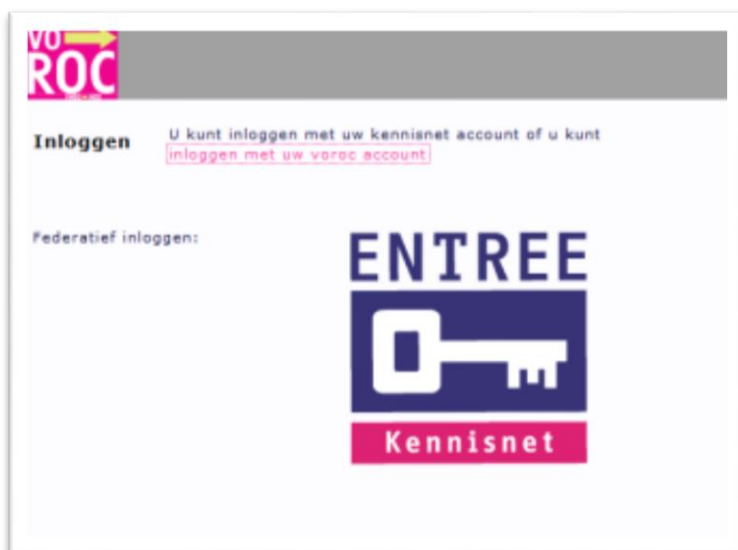 VO
ROC
Inloggen
U kunt inloggen met uw kennisnet account of u kunt
inloggen met uw voroc account
Federatief inloggen:
ENTREE
Kennisnet